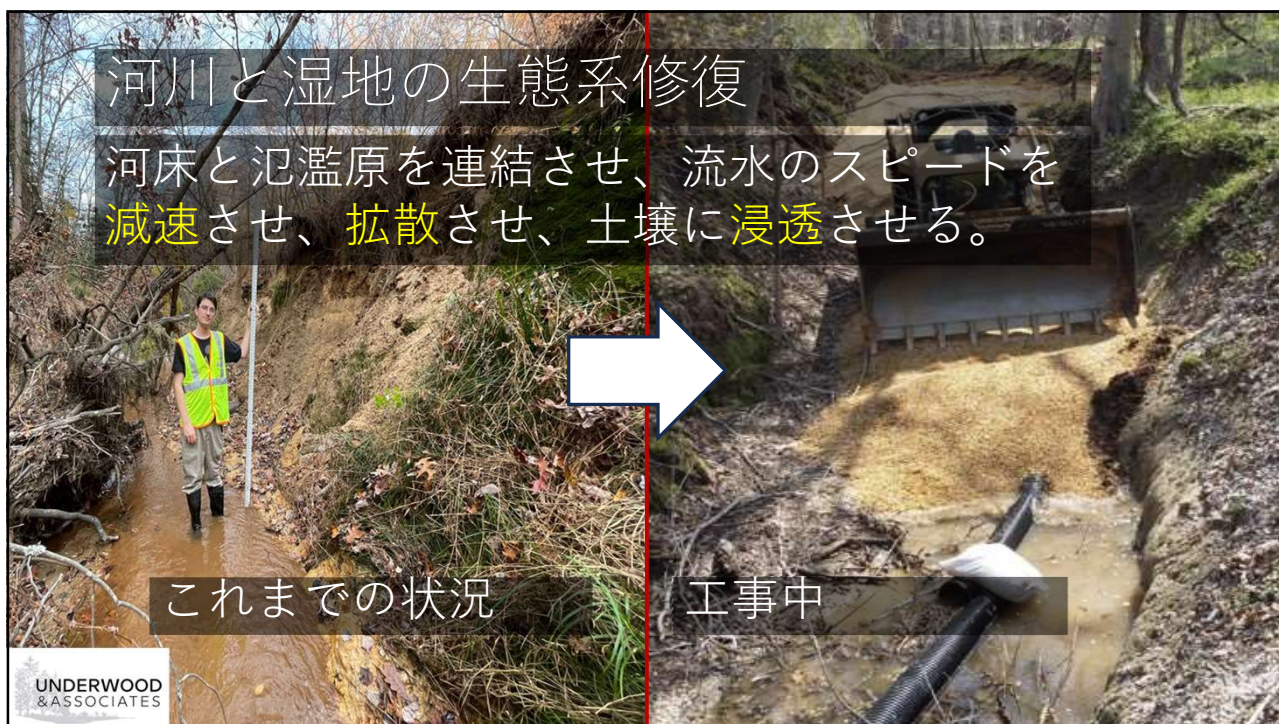 河川と湿地の生態系修復
河床と氾濫原を連結させ、流水のスピードを
減速させ、拡散させ、土壌に浸透させる。
これまでの状況
工事中
UNDERWOOD
&ASSOCIATES